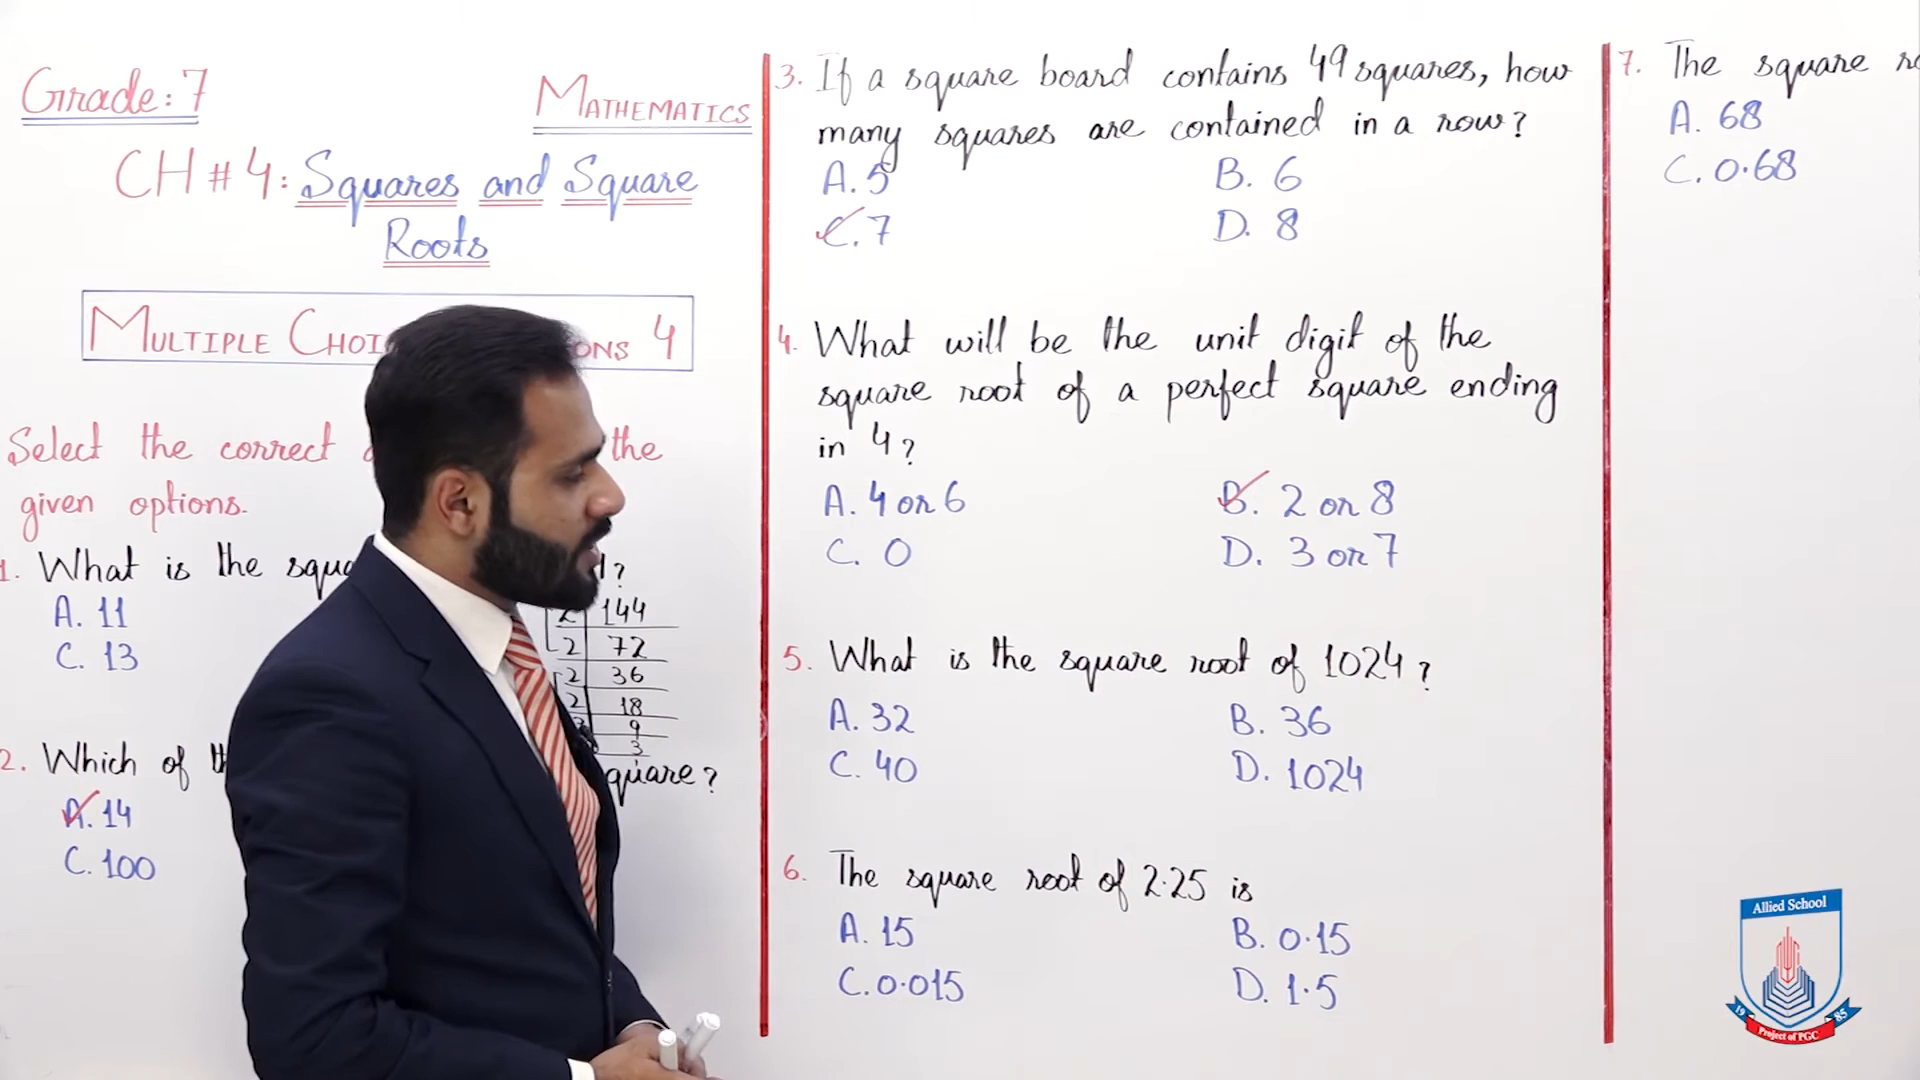 Grade: 7
MATHEMATICS
CH # 4: Squares and Square
Roots
MULTIPLE 4
Select the correct the
given options.
1. What is the ?
A. 11
C. 13
144
2 72
2 36
2 18
9
3
2. Which of
A. 14
C. 100
3. If a square board contains 49 squares, how
many squares are contained in a row?
A. 5 B. 6
C. 7 D. 8
4. What will be the unit digit of the
square root of a perfect square ending
in 4?
A. 4 or 6 B. 2 or 8
C. 0 D. 3 or 7
5. What is the square root of 1024?
A. 32 B. 36
C. 40 D. 1024
6. The square root of 2.25 is
A. 15 B. 0.15
C. 0.015 D. 1.5
7. The square
A. 68
C. 0.68
Allied School
19 85
Project of PGC